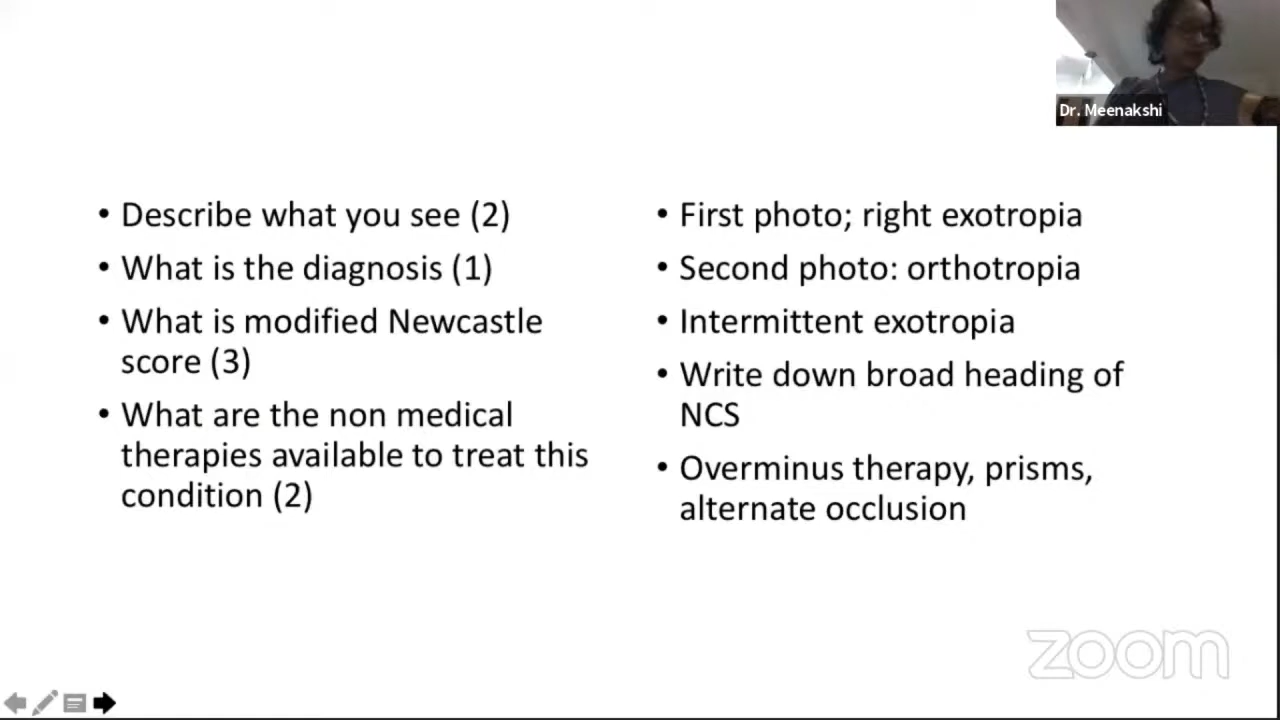 Dr. Meenakshi
• Describe what you see (2)
• What is the diagnosis (1)
• What is modified Newcastle
score (3)
• What are the non medical
therapies available to treat this
condition (2)
• First photo; right exotropia
• Second photo: orthotropia
• Intermittent exotropia
• Write down broad heading of
NCS
• Overminus therapy, prisms,
alternate occlusion
zoom